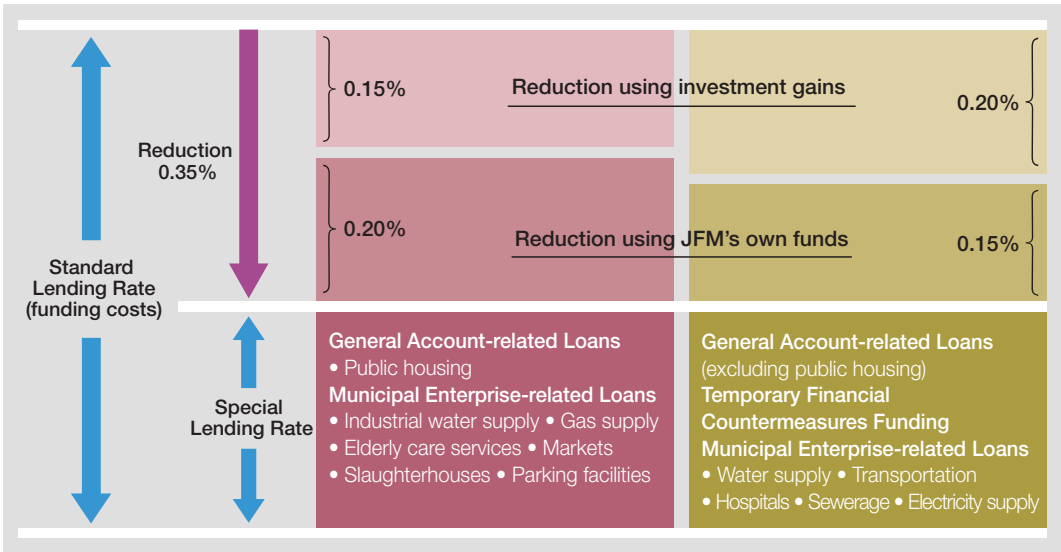 0.15%
Reduction using investment gains
0.20%
Reduction
0.35%
0.20%
Reduction using JFM's own funds
0.15%
Standard
Lending Rate
(funding costs)
Special
Lending Rate
General Account-related Loans
• Public housing
Municipal Enterprise-related Loans
• Industrial water supply • Gas supply
• Elderly care services • Markets
• Slaughterhouses • Parking facilities
General Account-related Loans
(excluding public housing)
Temporary Financial
Countermeasures Funding
Municipal Enterprise-related Loans
• Water supply • Transportation
• Hospitals • Sewerage • Electricity supply